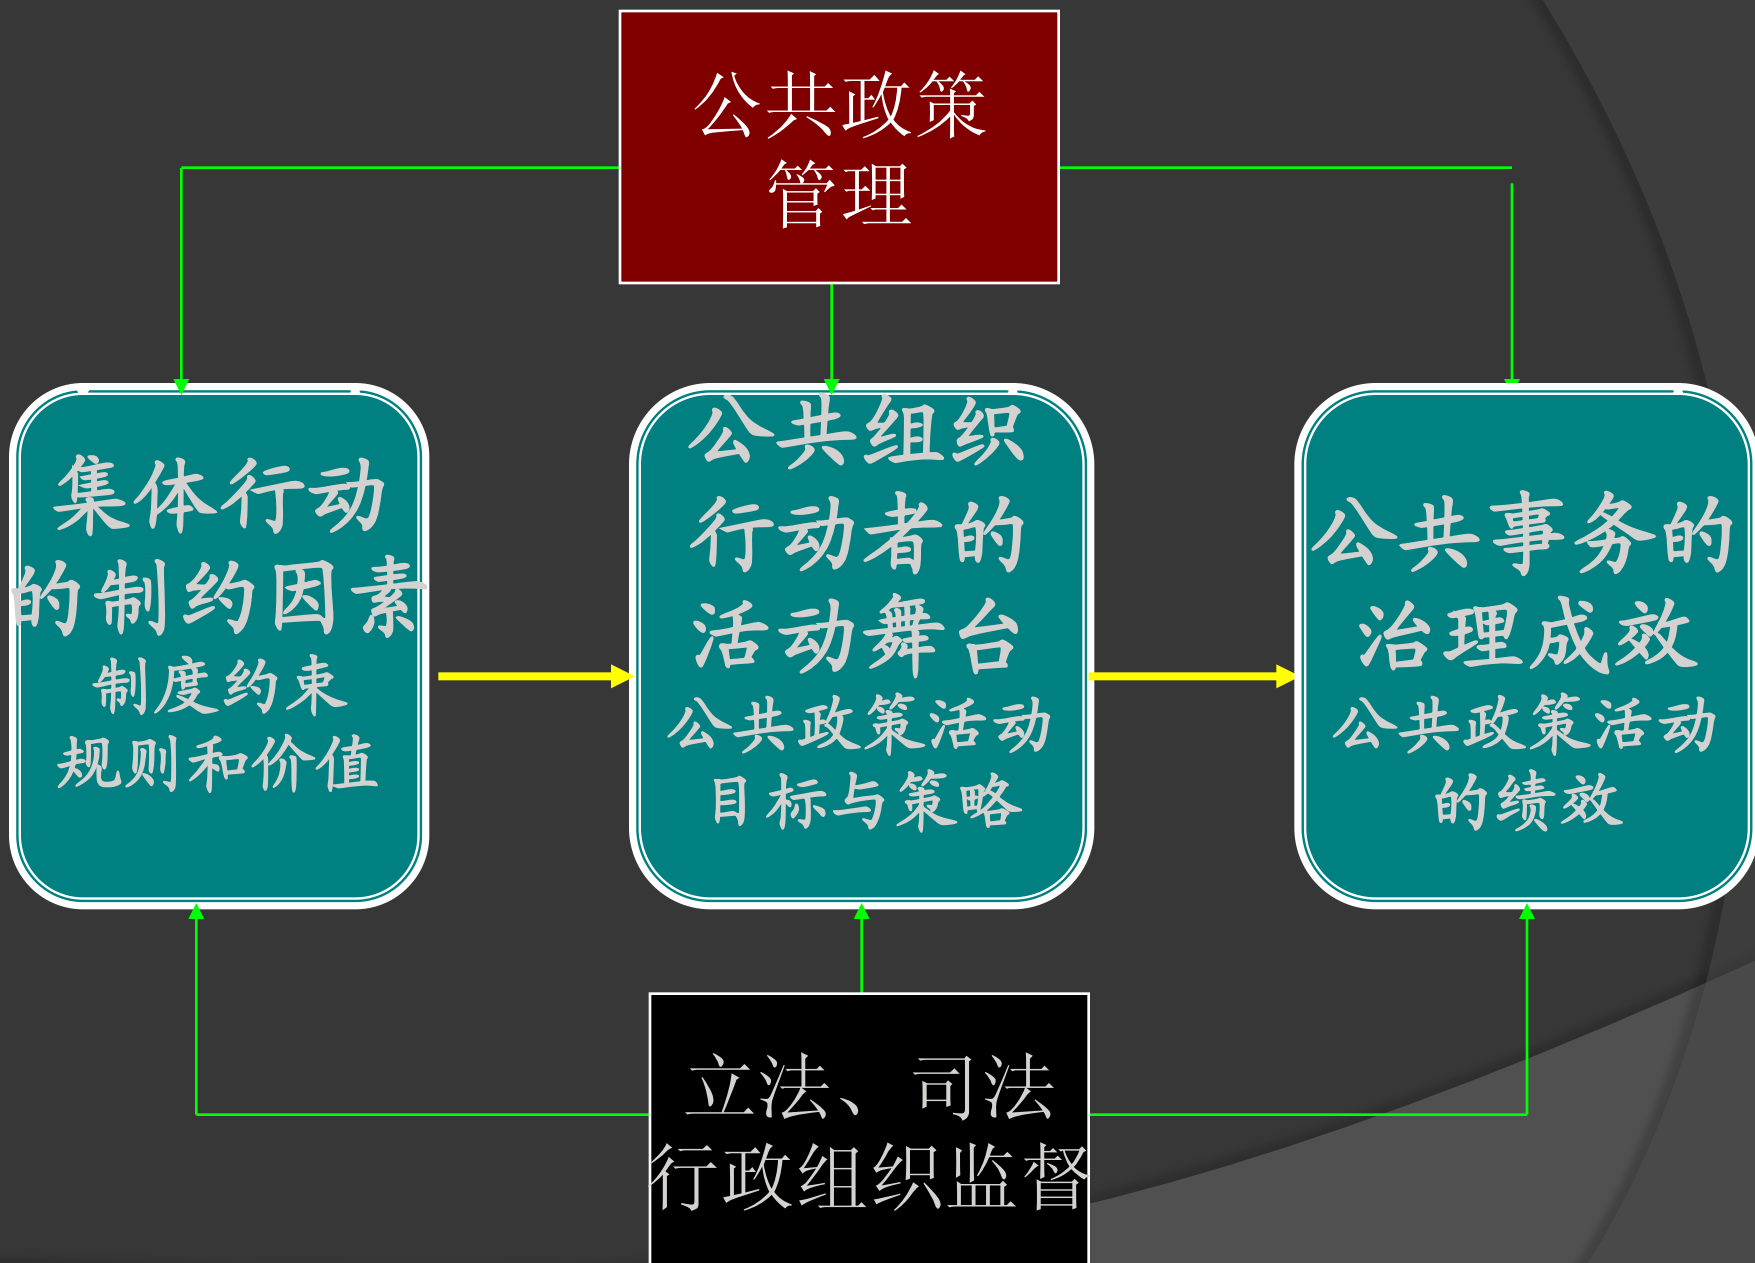 公共政策
管理
集体行动
的制约因素
制度约束
规则和价值
公共组织
行动者的
活动舞台
公共政策活动
目标与策略
公共事务的
治理成效
公共政策活动
的绩效
立法、司法
行政组织监督